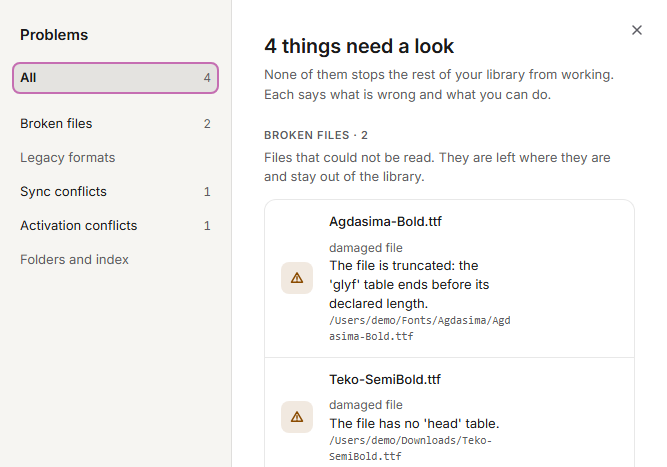 Problems
All 4
Broken files 2
Legacy formats
Sync conflicts 1
Activation conflicts 1
Folders and index
4 things need a look
None of them stops the rest of your library from working.
Each says what is wrong and what you can do.
BROKEN FILES · 2
Files that could not be read. They are left where they are
and stay out of the library.
Agdasima-Bold.ttf
damaged file
The file is truncated: the
'glyf' table ends before its
declared length.
/Users/demo/Fonts/Agdasima/Agd
asima-Bold.ttf
Teko-SemiBold.ttf
damaged file
The file has no 'head' table.
/Users/demo/Downloads/Teko-
SemiBold.ttf